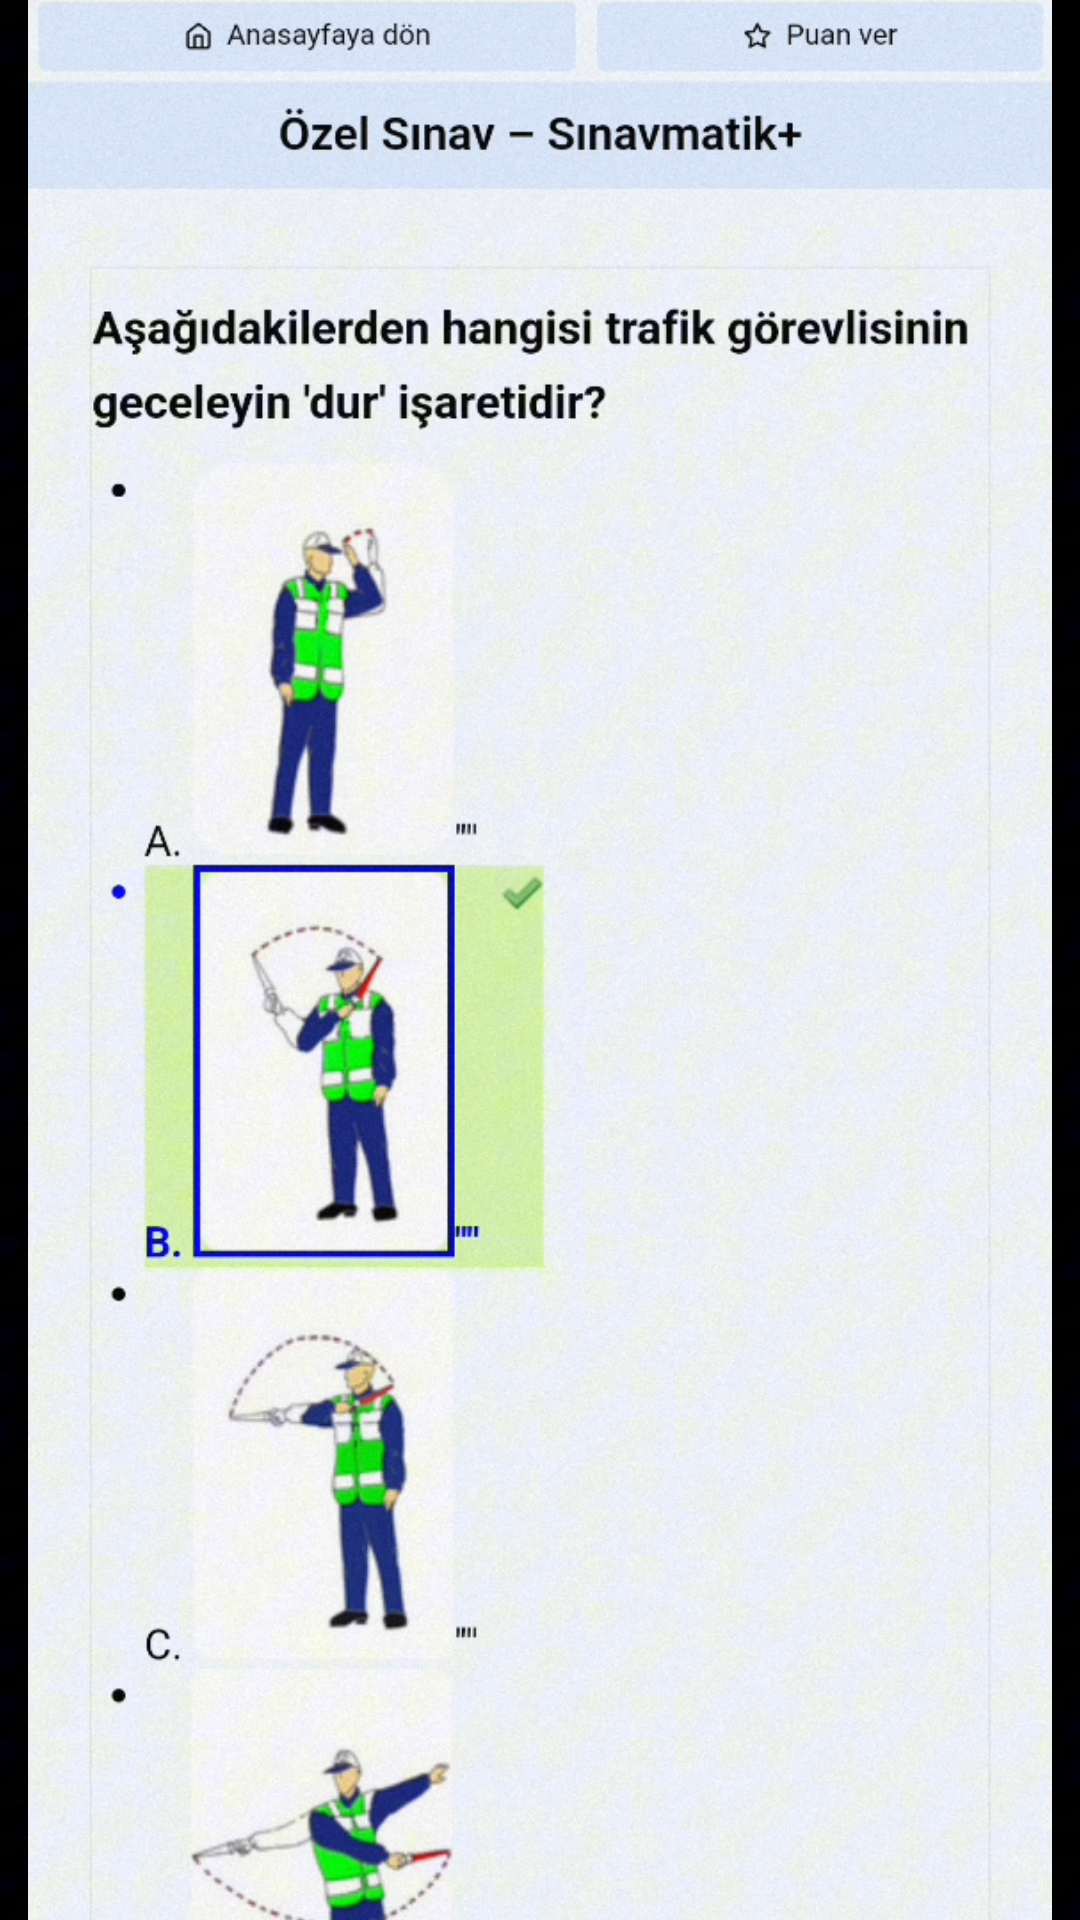 Anasayfaya dön
Puan ver
Özel Sınav – Sınavmatik+
Aşağıdakilerden hangisi trafik görevlisinin
geceleyin 'dur' işaretidir?
A. ""
B. ""
C. ""